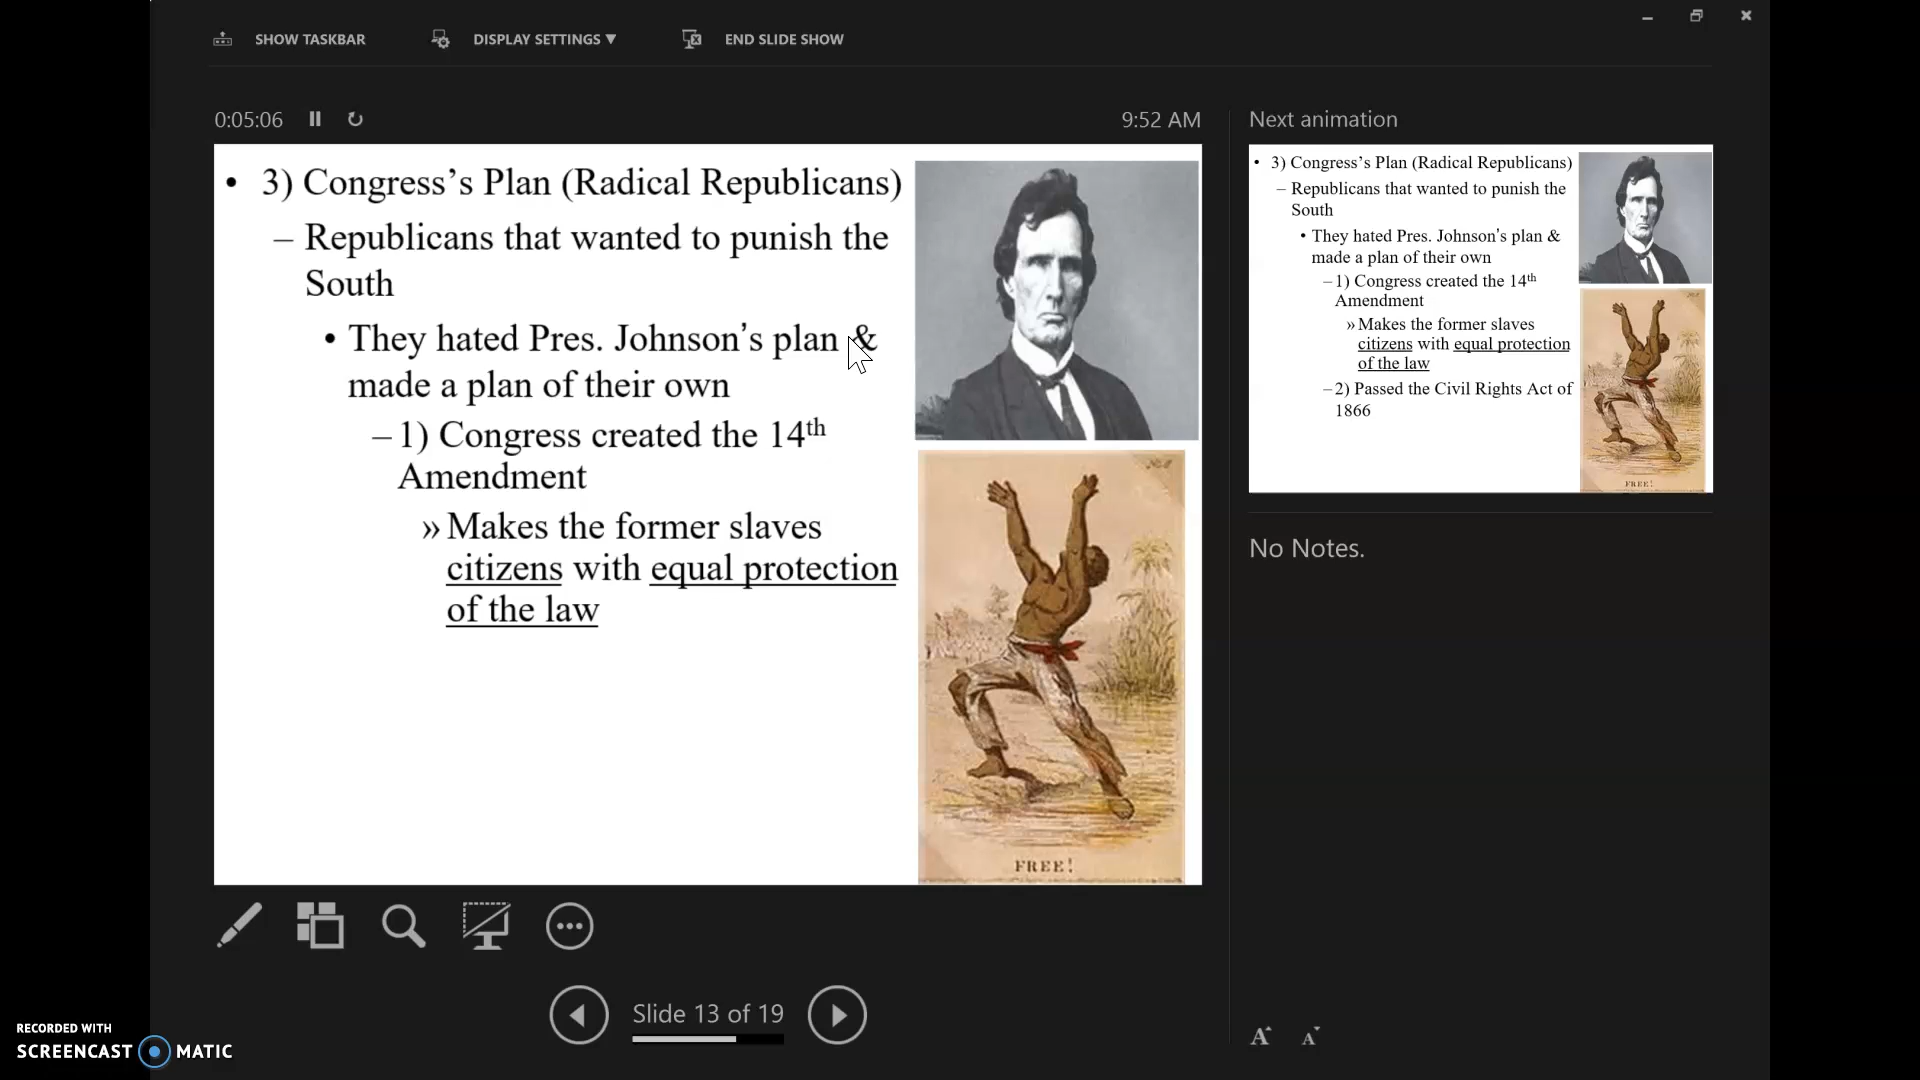 SHOW TASKBAR
DISPLAY SETTINGS ▼
END SLIDE SHOW
0:05:06
9:52 AM
• 3) Congress’s Plan (Radical Republicans)
– Republicans that wanted to punish the
South
• They hated Pres. Johnson’s plan &
made a plan of their own
– 1) Congress created the 14th
Amendment
» Makes the former slaves
citizens with equal protection
of the law
FREE!
Next animation
• 3) Congress’s Plan (Radical Republicans)
– Republicans that wanted to punish the
South
• They hated Pres. Johnson’s plan &
made a plan of their own
– 1) Congress created the 14th
Amendment
» Makes the former slaves
citizens with equal protection
of the law
– 2) Passed the Civil Rights Act of
1866
FREE!
No Notes.
Slide 13 of 19
A A
RECORDED WITH
SCREENCAST MATIC